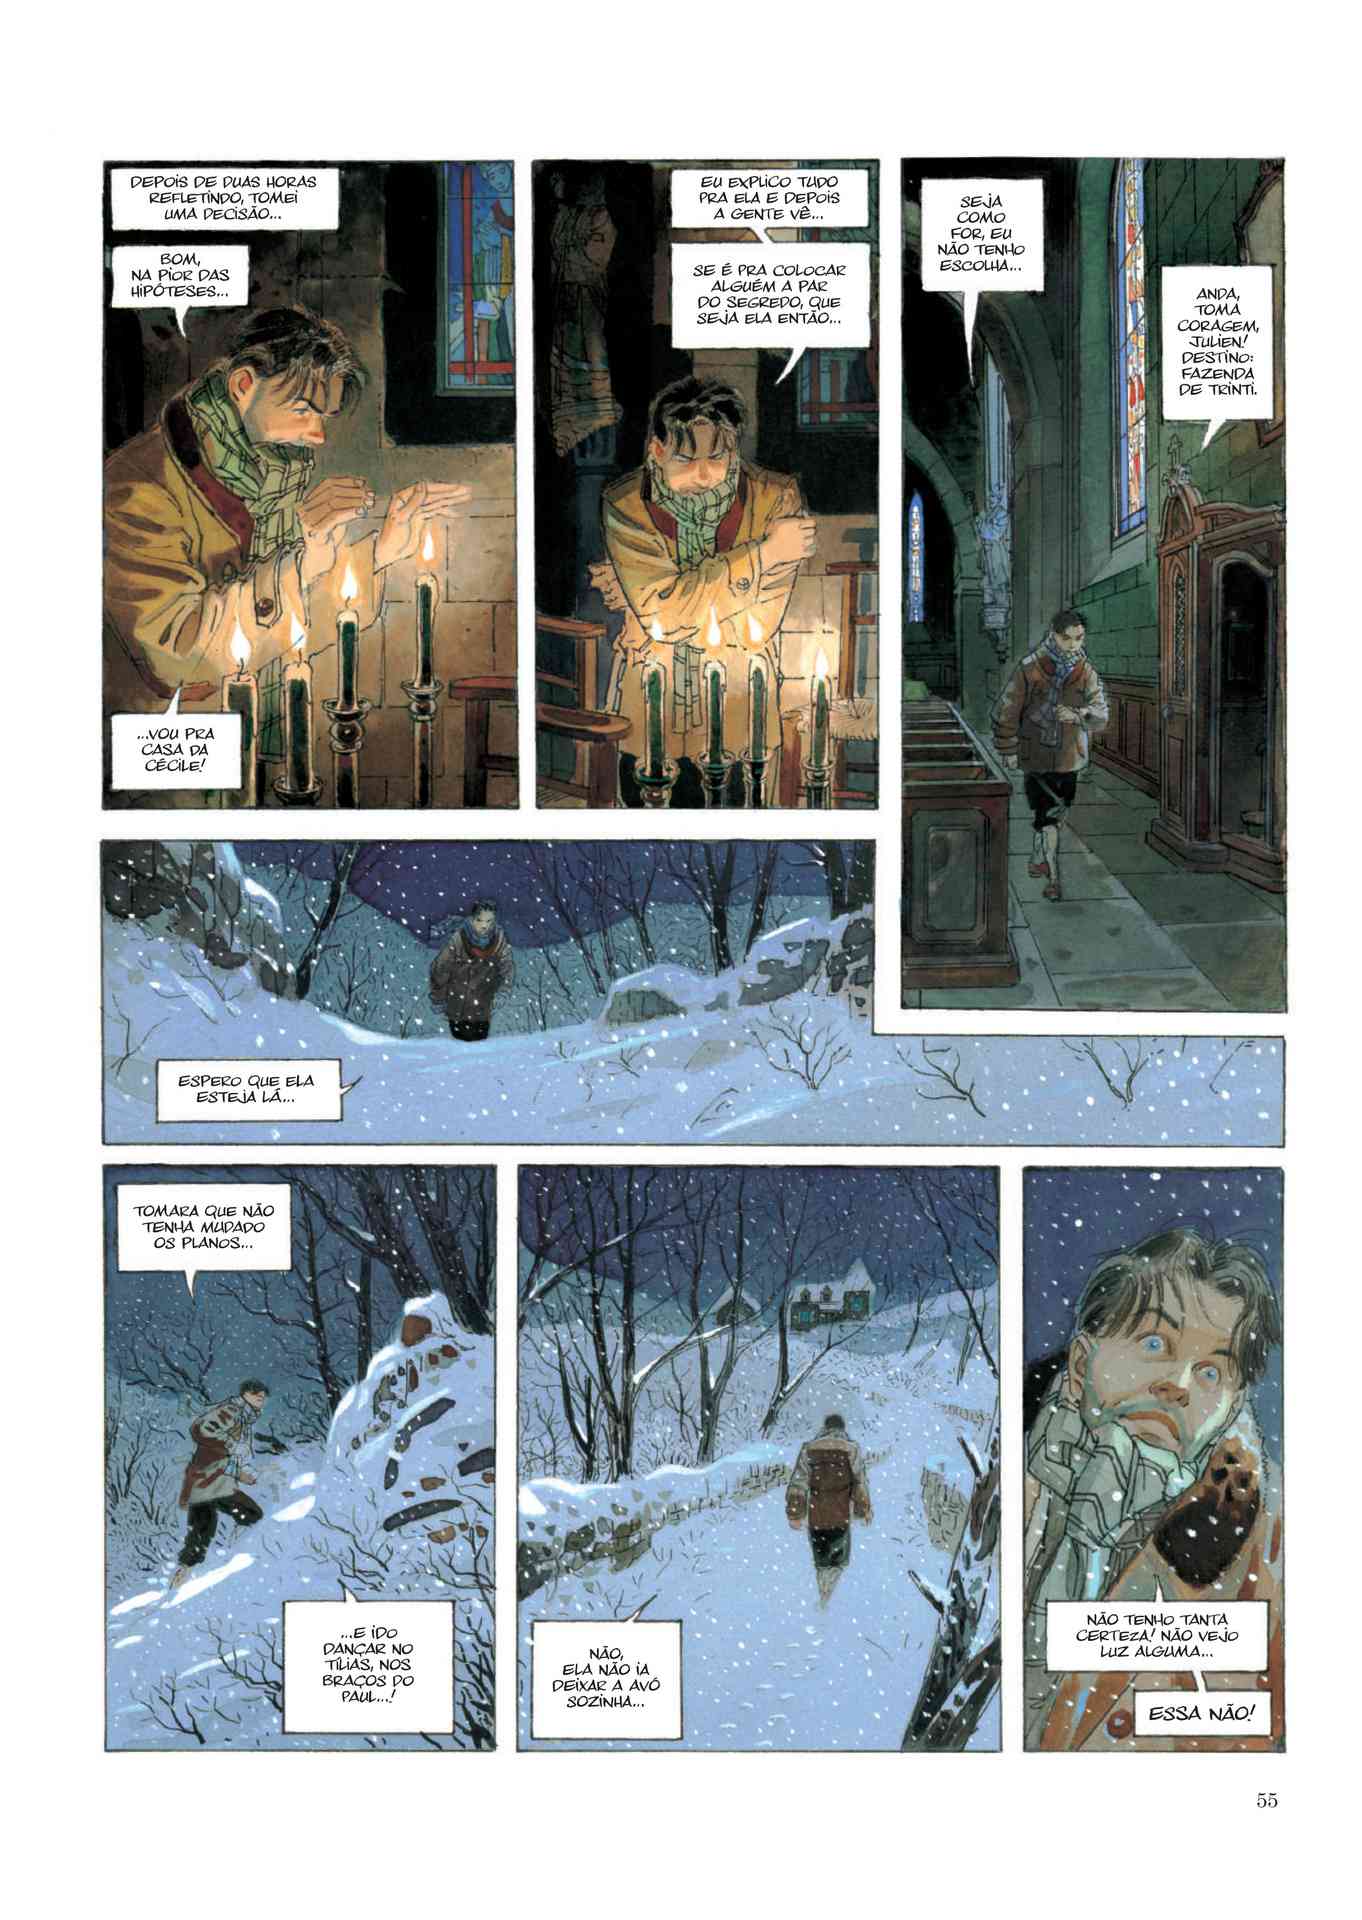 DEPOIS DE DUAS HORAS
REFLETINDO, TOMEI
UMA DECISÃO...
BOM,
NA PIOR DAS
HIPÓTESES...
...VOU PRA
CASA DA
CÉCILE!
EU EXPLICO TUDO
PRA ELA E DEPOIS
A GENTE VÊ...
SE É PRA COLOCAR
ALGUÉM A PAR
DO SEGREDO, QUE
SEJA ELA ENTÃO...
SEJA
COMO
FOR, EU
NÃO TENHO
ESCOLHA...
ANDA,
TOMA
CORAGEM,
JULIEN!
DESTINO:
FAZENDA
DE TRINTI.
ESPERO QUE ELA
ESTEJA LÁ...
TOMARA QUE NÃO
TENHA MUDADO
OS PLANOS...
...E IDO
DANÇAR NO
TÍLIAS, NOS
BRAÇOS DO
PAUL...!
NÃO,
ELA NÃO IA
DEIXAR A AVÓ
SOZINHA...
NÃO TENHO TANTA
CERTEZA! NÃO VEJO
LUZ ALGUMA...
ESSA NÃO!
55